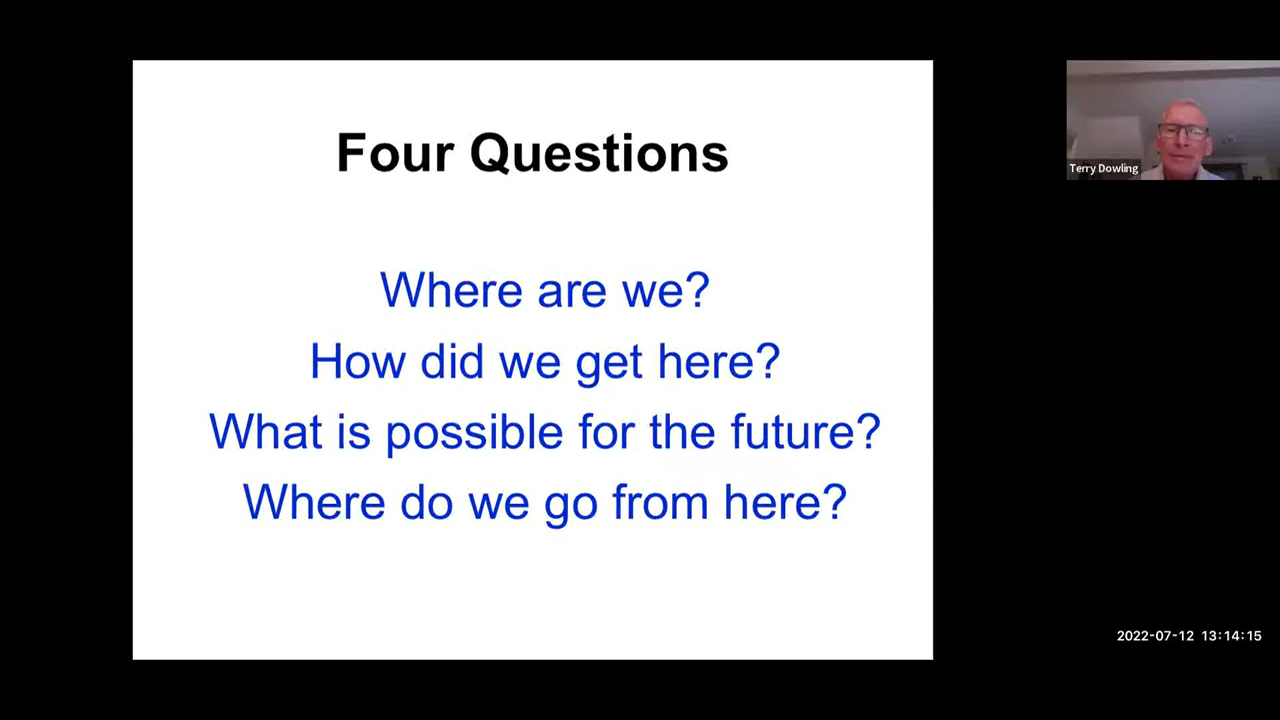 Four Questions
Where are we?
How did we get here?
What is possible for the future?
Where do we go from here?
Terry Dowling
2022-07-12 13:14:15